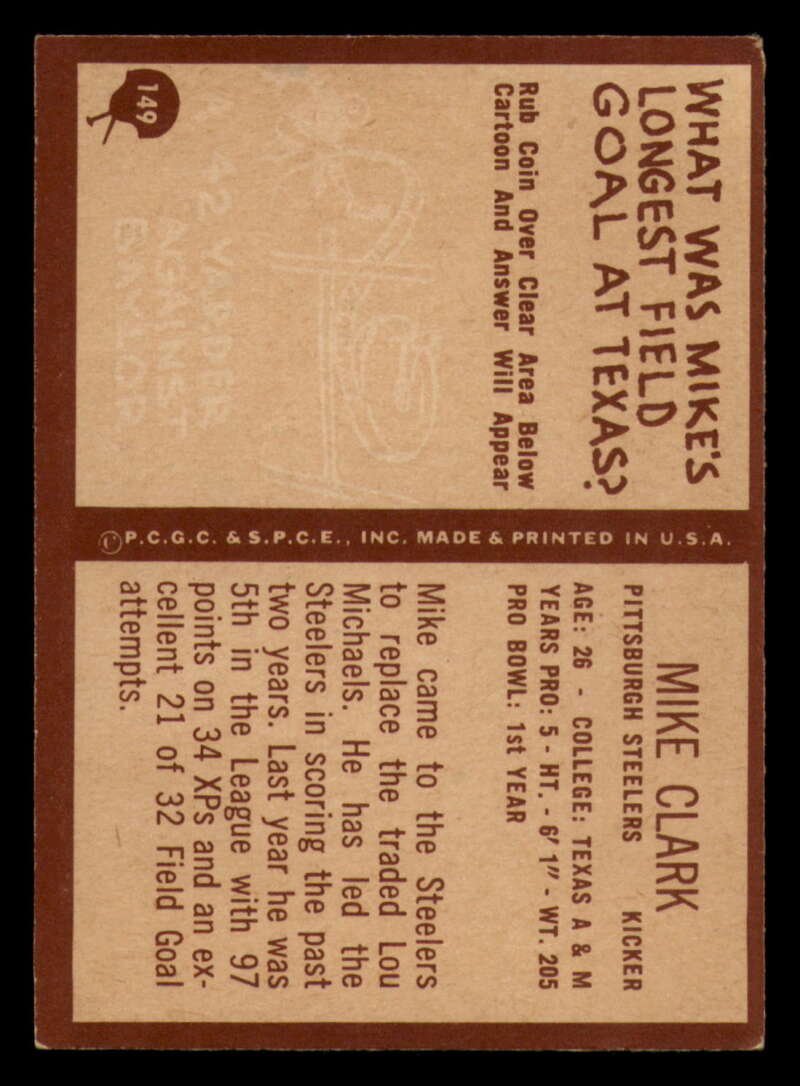 WHAT WAS MIKE'S
LONGEST FIELD
GOAL AT TEXAS?
Rub Coin Over Clear Area Below
Cartoon And Answer Will Appear
A 42 YARDER
AGAINST
BAYLOR
149
© P.C.G.C. & S.P.C.E., INC. MADE & PRINTED IN U.S.A.
MIKE CLARK
PITTSBURGH STEELERS KICKER
AGE: 26 - COLLEGE: TEXAS A & M
YEARS PRO: 5 - HT. - 6' 1" - WT. 205
PRO BOWL: 1st YEAR
Mike came to the Steelers
to replace the traded Lou
Michaels. He has led the
Steelers in scoring the past
two years. Last year he was
5th in the League with 97
points on 34 XPs and an ex-
cellent 21 of 32 Field Goal
attempts.